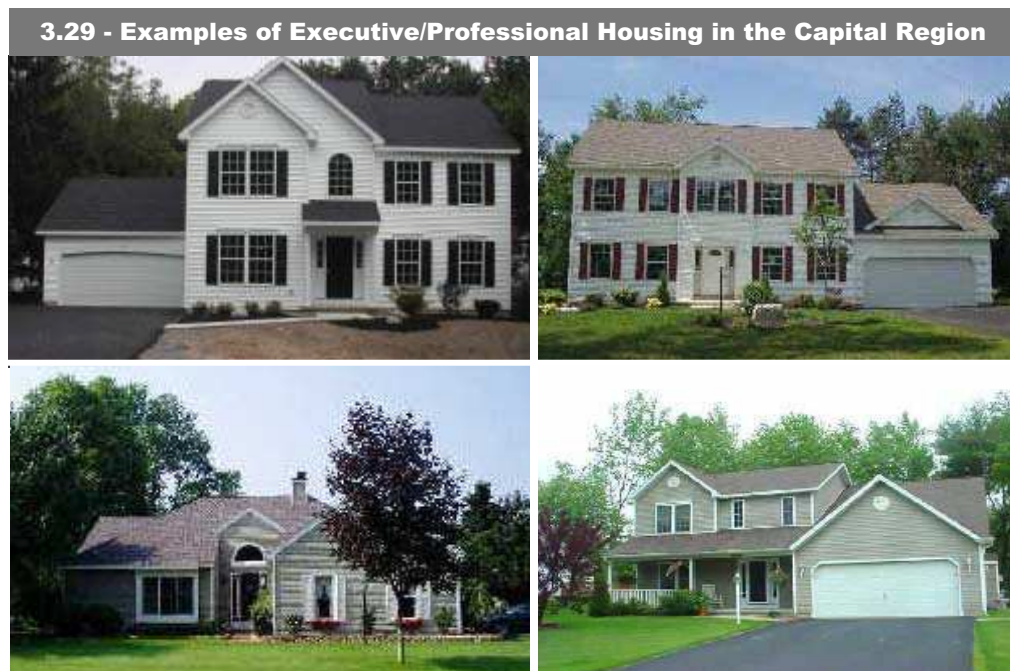 3.29 - Examples of Executive/Professional Housing in the Capital Region